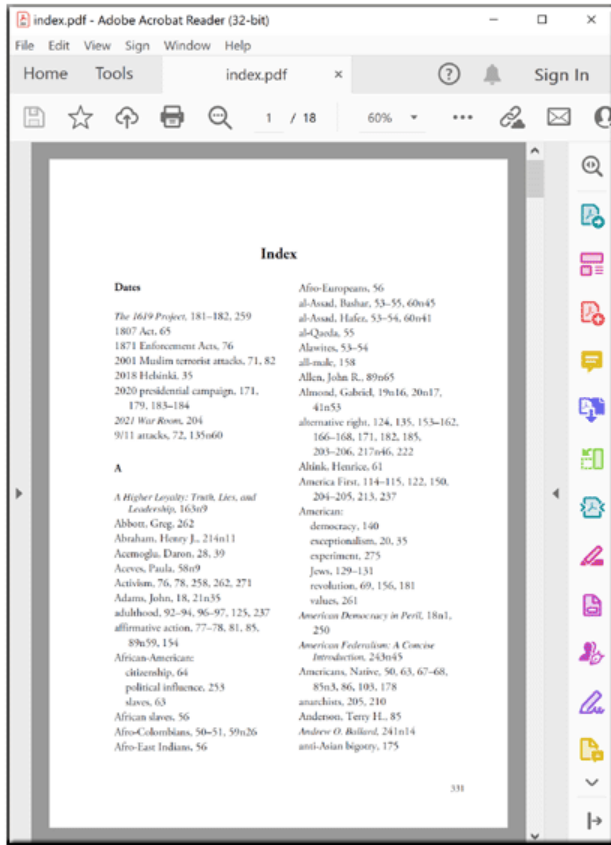 index.pdf - Adobe Acrobat Reader (32-bit)
File Edit View Sign Window Help
Home Tools index.pdf × ? Sign In
1 / 18 60%
Index
Dates
The 1619 Project, 181–182, 259
1807 Act, 65
1871 Enforcement Acts, 76
2001 Muslim terrorist attacks, 71, 82
2018 Helsinki, 35
2020 presidential campaign, 171,
179, 183–184
2021 War Room, 204
9/11 attacks, 72, 135n60
A
A Higher Loyalty: Truth, Lies, and
Leadership, 163n9
Abbott, Greg, 262
Abraham, Henry J., 214n11
Acemoglu, Daron, 28, 39
Aceves, Paula, 58n9
Activism, 76, 78, 258, 262, 271
Adams, John, 18, 21n35
adulthood, 92–94, 96–97, 125, 237
affirmative action, 77–78, 81, 85,
89n59, 154
African-American:
citizenship, 64
political influence, 253
slaves, 63
African slaves, 56
Afro-Colombians, 50–51, 59n26
Afro-East Indians, 56
Afro-Europeans, 56
al-Assad, Bashar, 53–55, 60n45
al-Assad, Hafez, 53–54, 60n41
al-Qaeda, 55
Alawites, 53–54
all-male, 158
Allen, John R., 89n65
Almond, Gabriel, 19n16, 20n17,
41n53
alternative right, 124, 135, 153–162,
166–168, 171, 182, 185,
203–206, 217n46, 222
Altink, Henrice, 61
America First, 114–115, 122, 150,
204–205, 213, 237
American:
democracy, 140
exceptionalism, 20, 35
experiment, 275
Jews, 129–131
revolution, 69, 156, 181
values, 261
American Democracy in Peril, 18n1,
250
American Federalism: A Concise
Introduction, 243n45
Americans, Native, 50, 63, 67–68,
85n3, 86, 103, 178
anarchists, 205, 210
Anderson, Terry H., 85
Andrew O. Ballard, 241n14
anti-Asian bigotry, 175
331